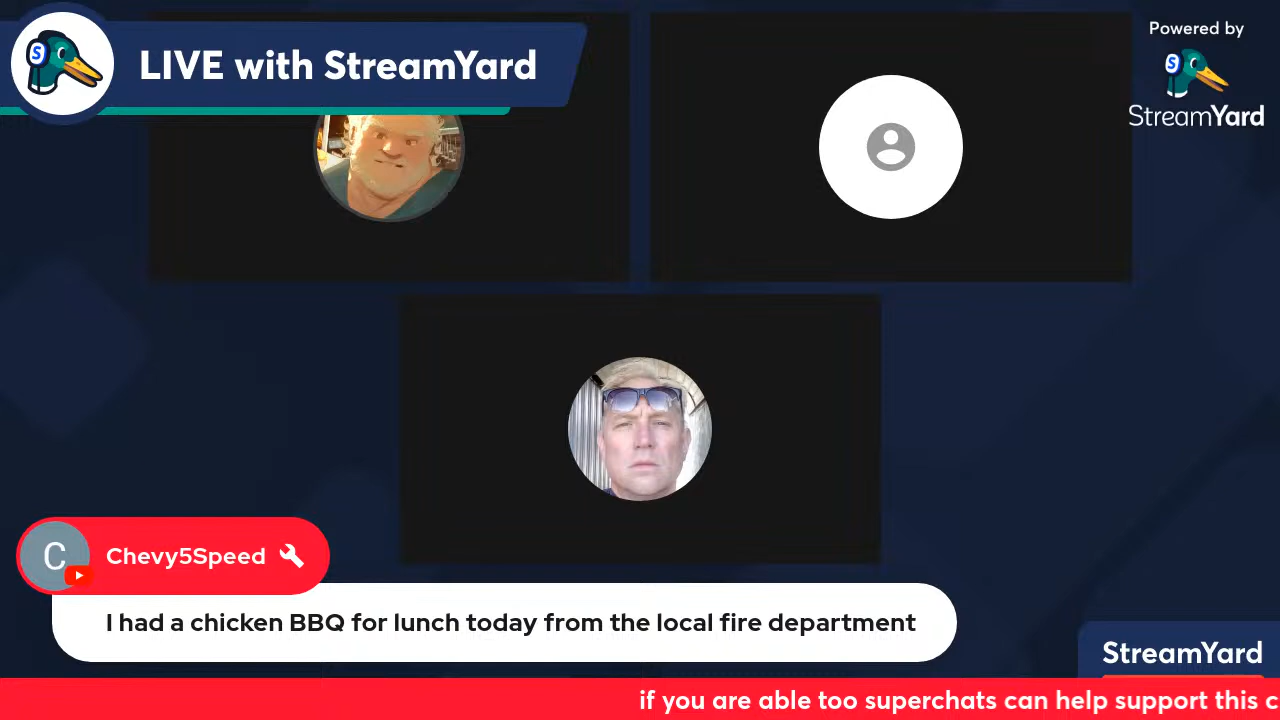 LIVE with StreamYard
Powered by
StreamYard
Chevy5Speed
I had a chicken BBQ for lunch today from the local fire department
StreamYard
if you are able too superchats can help support this c